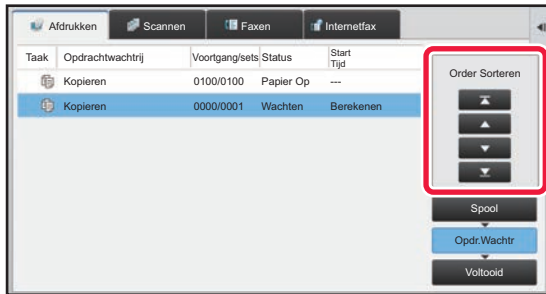 Afdrukken Scannen Faxen Internetfax
Taak Opdrachtwachtrij Voortgang/sets Status Start Tijd
Kopieren 0100/0100 Papier Op ---
Kopieren 0000/0001 Wachten Berekenen
Order Sorteren
Spool
Opdr.Wachtr
Voltooid